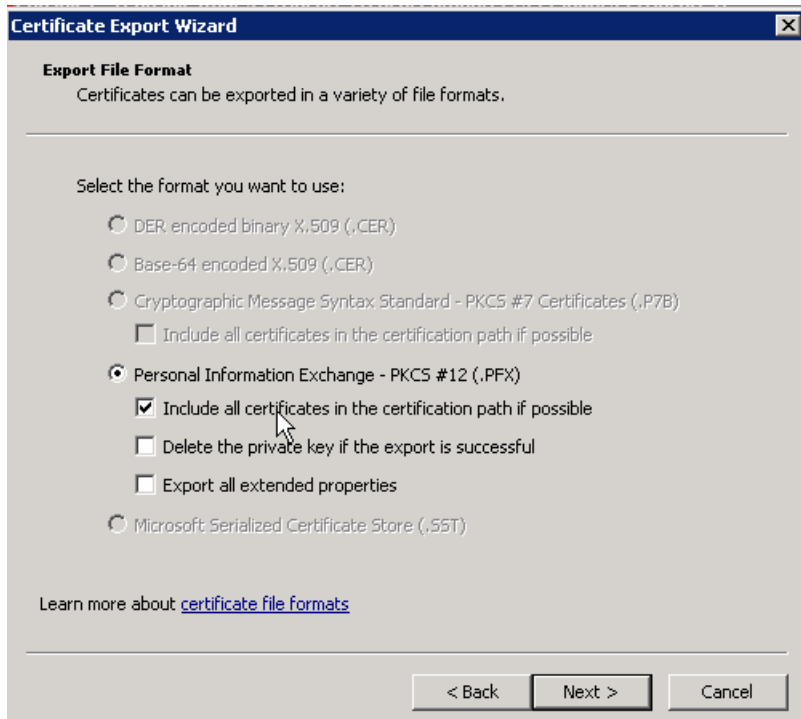 Certificate Export Wizard
Export File Format
Certificates can be exported in a variety of file formats.
Select the format you want to use:
DER encoded binary X.509 (.CER)
Base-64 encoded X.509 (.CER)
Cryptographic Message Syntax Standard - PKCS #7 Certificates (.P7B)
Include all certificates in the certification path if possible
Personal Information Exchange - PKCS #12 (.PFX)
Include all certificates in the certification path if possible
Delete the private key if the export is successful
Export all extended properties
Microsoft Serialized Certificate Store (.SST)
Learn more about certificate file formats
< Back Next > Cancel